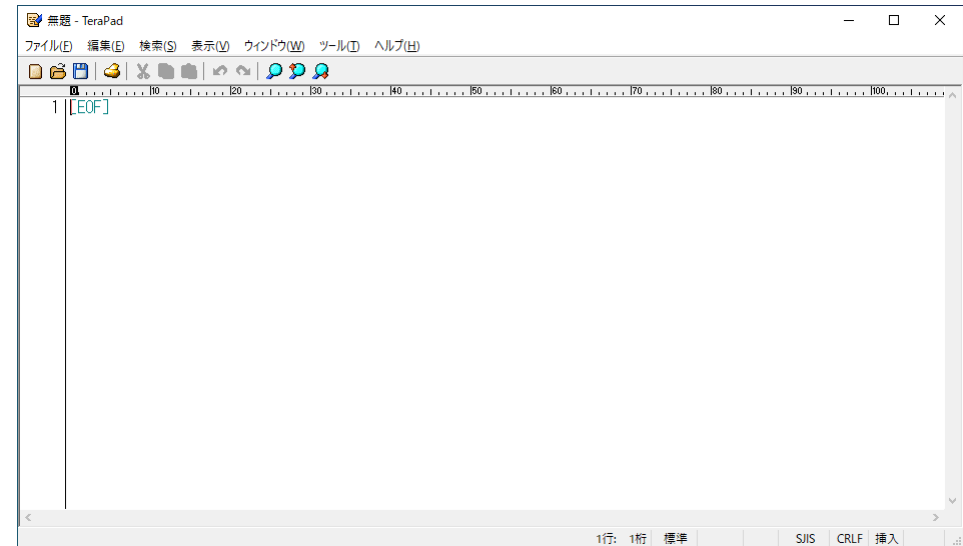 無題 - TeraPad
ファイル(F) 編集(E) 検索(S) 表示(V) ウィンドウ(W) ツール(T) ヘルプ(H)
0 10 20 30 40 50 60 70 80 90 100
1 [EOF]
1行: 1桁 標準 SJIS CRLF 挿入